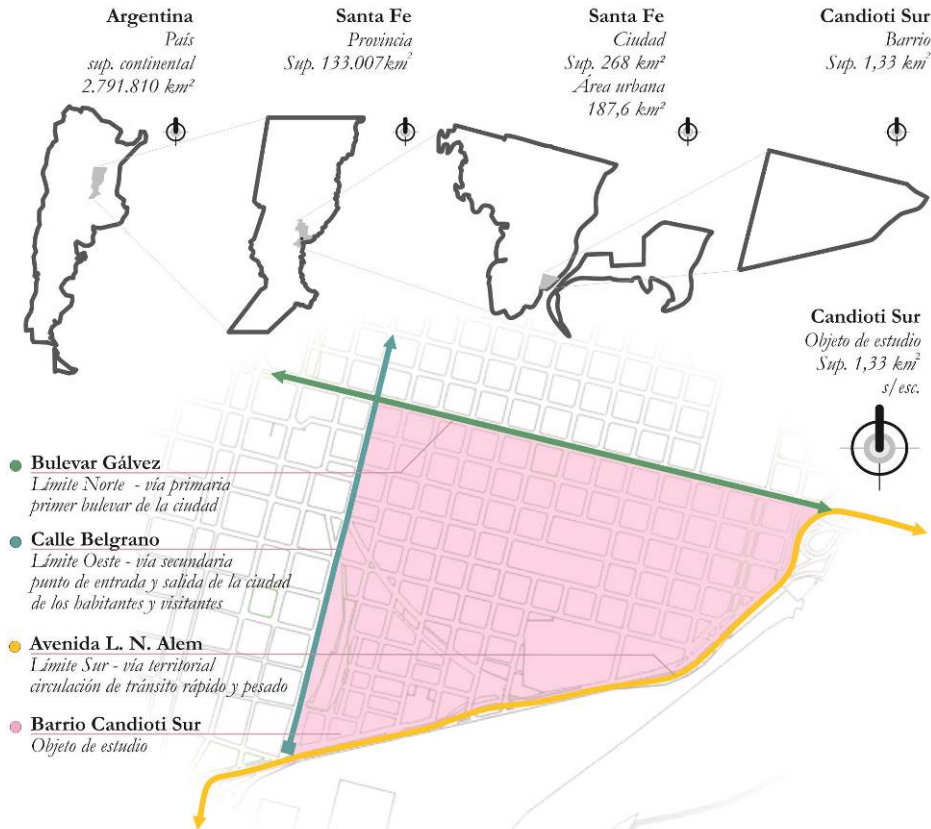 Argentina
País
sup. continental
2.791.810 km²
Santa Fe
Provincia
Sup. 133.007km²
Santa Fe
Ciudad
Sup. 268 km²
Área urbana
187,6 km²
Candioti Sur
Barrio
Sup. 1,33 km²
Candioti Sur
Objeto de estudio
Sup. 1,33 km²
s/esc.
Bulevar Gálvez
Límite Norte - vía primaria
primer bulevar de la ciudad
Calle Belgrano
Límite Oeste - vía secundaria
punto de entrada y salida de la ciudad
de los habitantes y visitantes
Avenida L. N. Alem
Límite Sur - vía territorial
circulación de tránsito rápido y pesado
Barrio Candioti Sur
Objeto de estudio